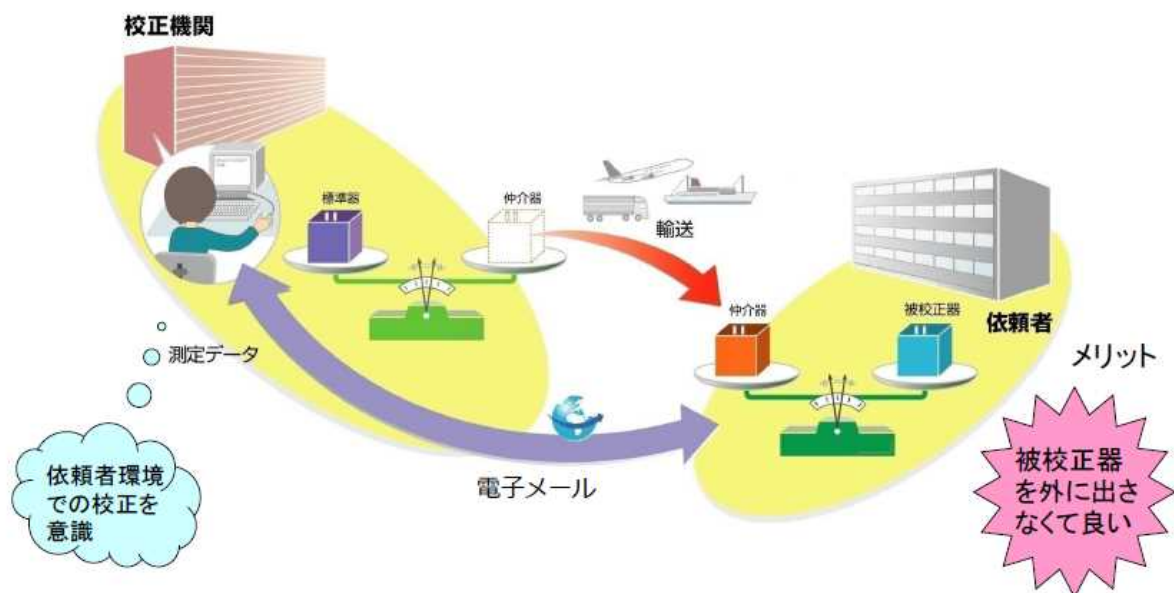 校正機関
標準器
仲介器
輸送
仲介器
被校正器
依頼者
測定データ
メリット
電子メール
依頼者環境
での校正を
意識
被校正器
を外に出さ
なくて良い